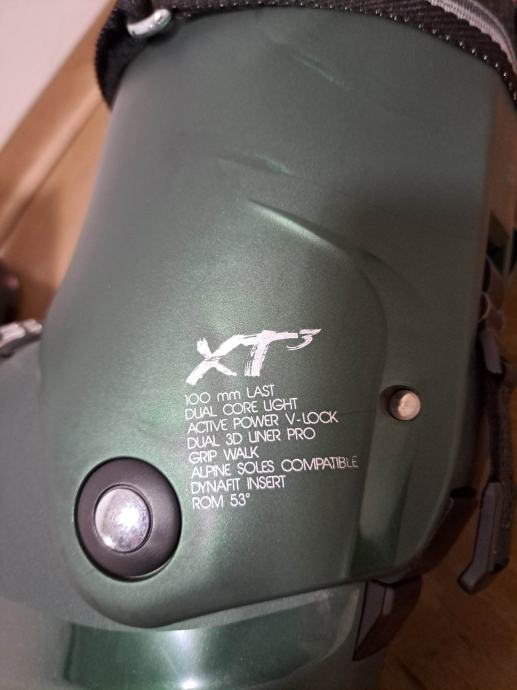 XT³
100 mm LAST
DUAL CORE LIGHT
ACTIVE POWER V-LOCK
DUAL 3D LINER PRO
GRIP WALK
ALPINE SOLES COMPATIBLE
DYNAFIT INSERT
ROM 53°